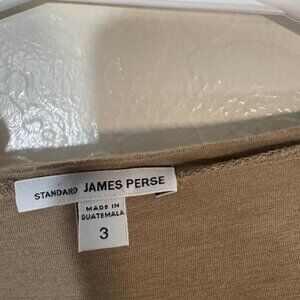 STANDARD JAMES PERSE
MADE IN
GUATEMALA
3